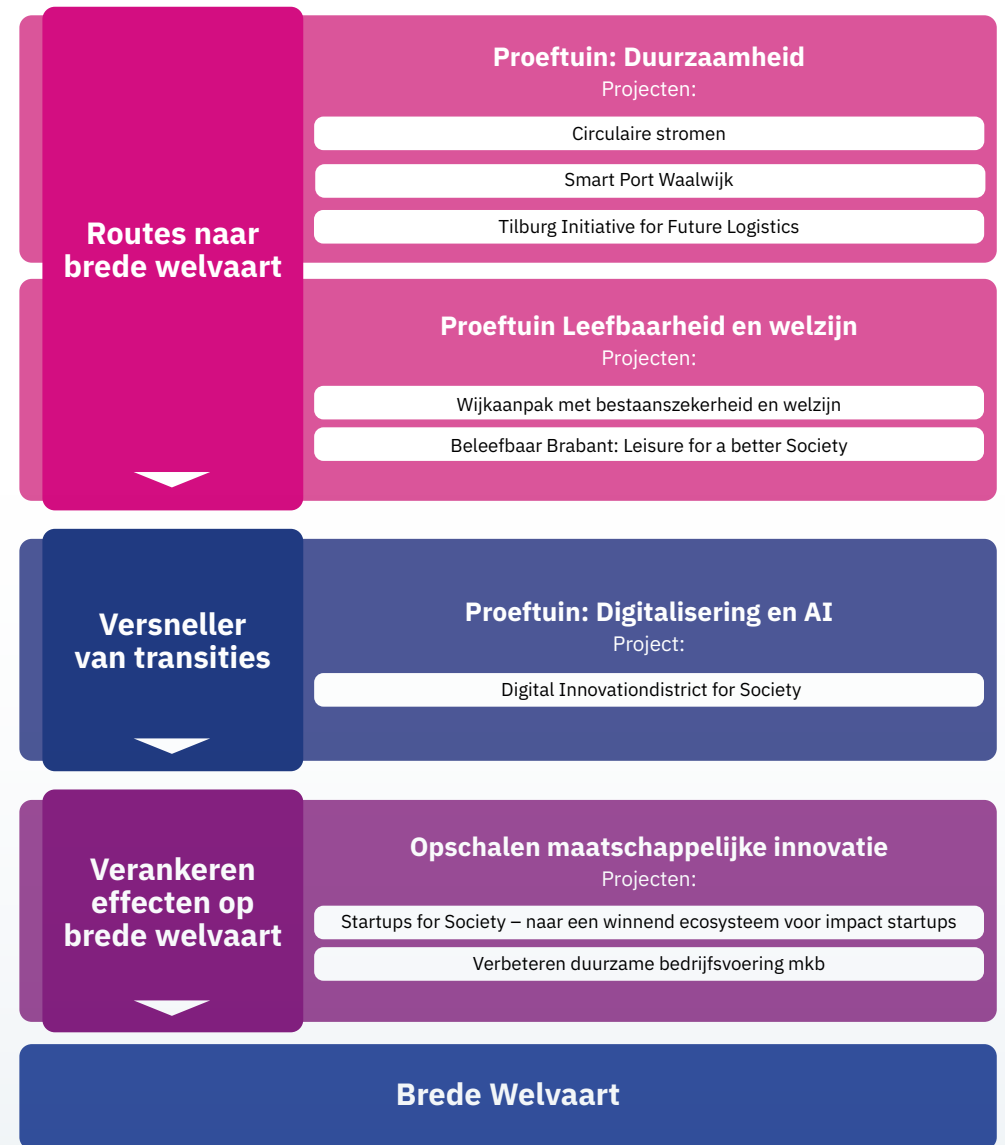 Routes naar
brede welvaart
Proeftuin: Duurzaamheid
Projecten:
Circulaire stromen
Smart Port Waalwijk
Tilburg Initiative for Future Logistics
Proeftuin Leefbaarheid en welzijn
Projecten:
Wijkaanpak met bestaanszekerheid en welzijn
Beleefbaar Brabant: Leisure for a better Society
Versneller
van transities
Proeftuin: Digitalisering en AI
Project:
Digital Innovationdistrict for Society
Verankeren
effecten op
brede welvaart
Opschalen maatschappelijke innovatie
Projecten:
Startups for Society – naar een winnend ecosysteem voor impact startups
Verbeteren duurzame bedrijfsvoering mkb
Brede Welvaart